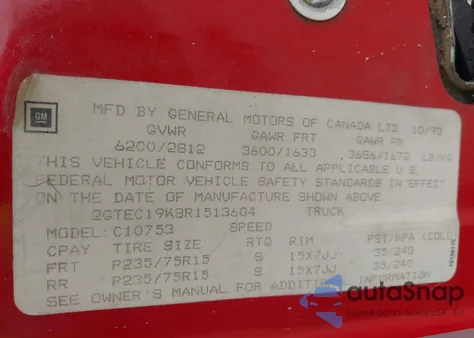 GM
MFD BY GENERAL MOTORS OF CANADA LTD 10/93
GVWR GAWR FRT GAWR RR
6200/2812 3600/1633 3686/1672 LB/KG
THIS VEHICLE CONFORMS TO ALL APPLICABLE U.S.
FEDERAL MOTOR VEHICLE SAFETY STANDARDS IN EFFECT
ON THE DATE OF MANUFACTURE SHOWN ABOVE
2GTEC19K8R1513604 TRUCK
MODEL: C10753 SPEED
CPAY TIRE SIZE RTG RIM PSI/KPA (COLD)
FRT P235/75R15 S 15X7JJ 35/240
RR P235/75R15 S 15X7JJ 35/240
SEE OWNER'S MANUAL FOR ADDITIONAL INFORMATION
autoSnap